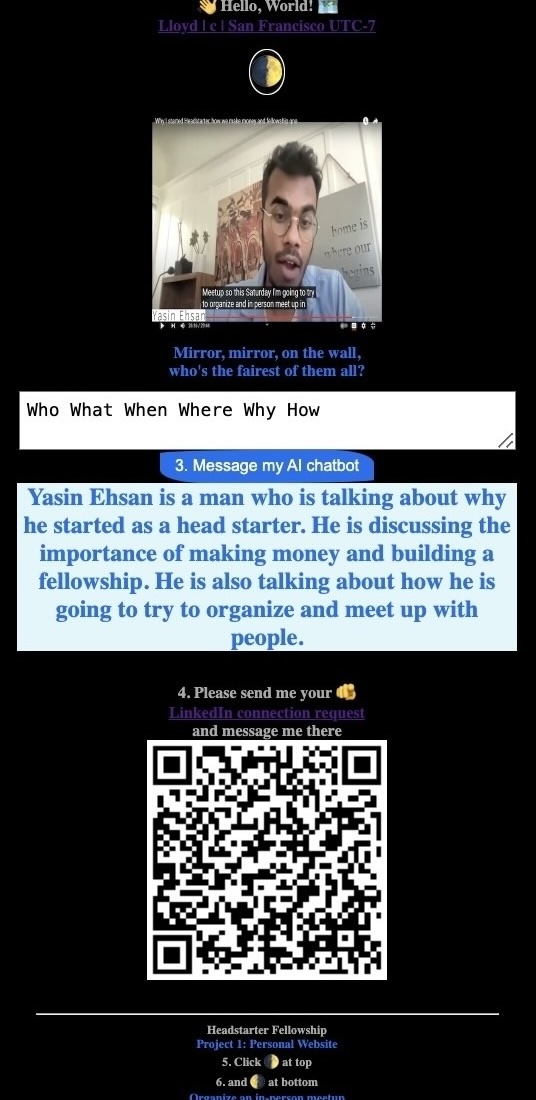 Hello, World!
Lloyd | c | San Francisco UTC-7
Why I started Headstarter, how we make money and fellowship
home is
where our
begins
Meetup so this Saturday I'm going to try
to organize and in person meet up in
Yasin Ehsan
Mirror, mirror, on the wall,
who's the fairest of them all?
Who What When Where Why How
3. Message my AI chatbot
Yasin Ehsan is a man who is talking about why
he started as a head starter. He is discussing the
importance of making money and building a
fellowship. He is also talking about how he is
going to try to organize and meet up with
people.
4. Please send me your
LinkedIn connection request
and message me there
Headstarter Fellowship
Project 1: Personal Website
5. Click at top
6. and at bottom
Organize an in-person meetup